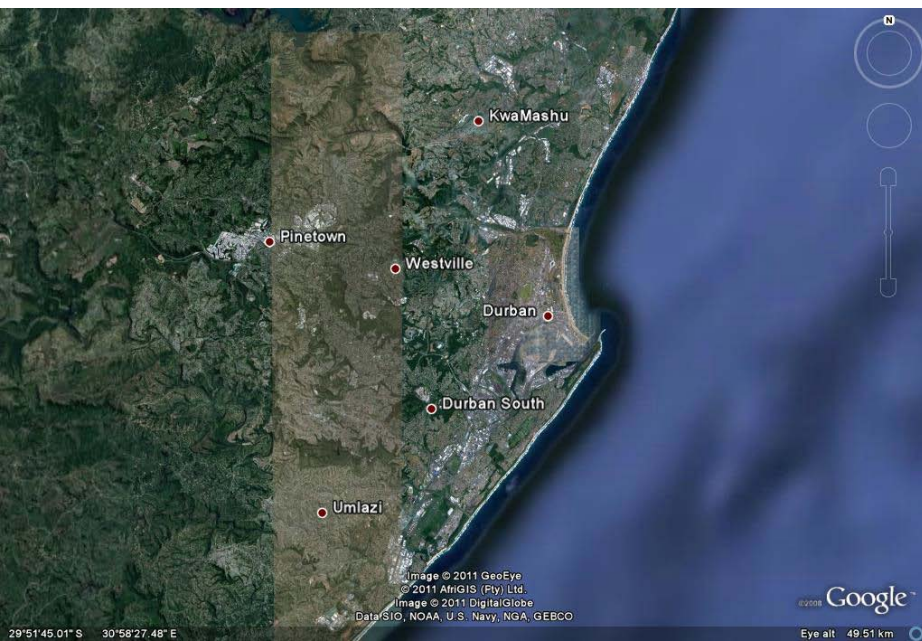 N
KwaMashu
Pinetown
Westville
Durban
Durban South
Umlazi
Image © 2011 GeoEye
© 2011 AfriGIS (Pty) Ltd.
Image © 2011 DigitalGlobe
Data SIO, NOAA, U.S. Navy, NGA, GEBCO
©2008 Google™
29°51'45.01" S 30°58'27.48" E Eye alt 49.51 km